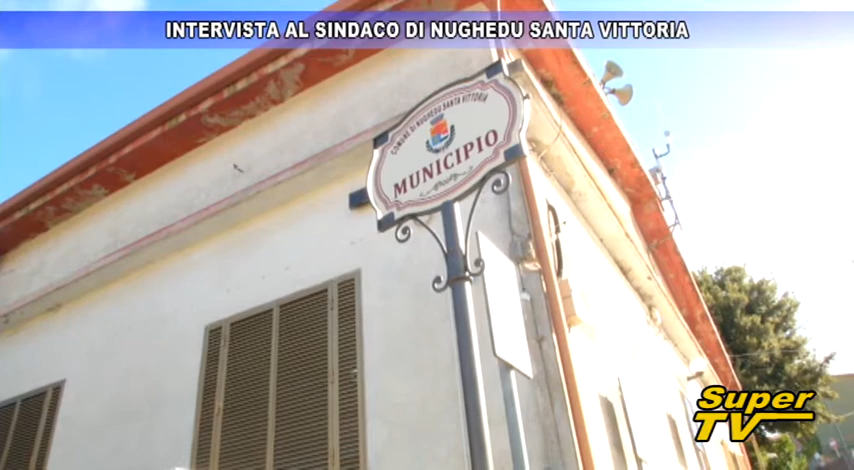 INTERVISTA AL SINDACO DI NUGHEDU SANTA VITTORIA
COMUNE DI NUGHEDU SANTA VITTORIA
MUNICIPIO
Super
TV